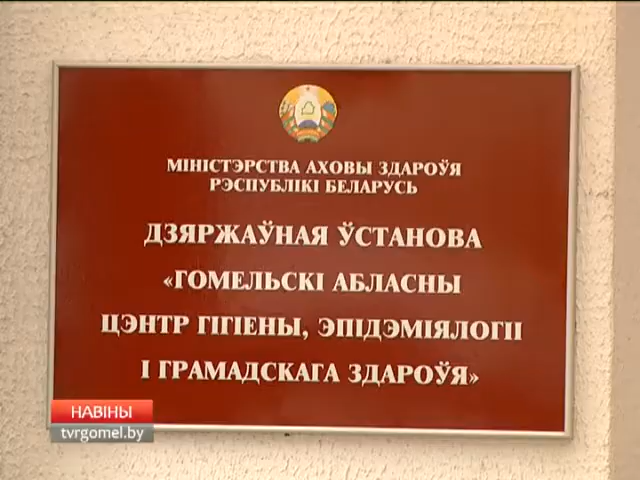 МІНІСТЭРСТВА АХОВЫ ЗДАРОЎЯ
РЭСПУБЛІКІ БЕЛАРУСЬ
ДЗЯРЖАЎНАЯ ЎСТАНОВА
«ГОМЕЛЬСКІ АБЛАСНЫ
ЦЭНТР ГІГІЕНЫ, ЭПІДЭМІЯЛОГІІ
І ГРАМАДСКАГА ЗДАРОЎЯ»
НАВІНЫ
tvrgomel.by